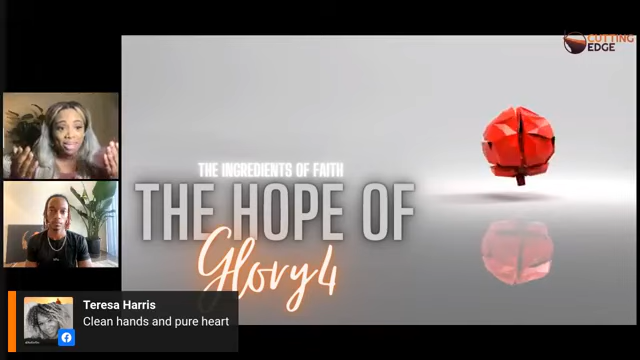 CUTTING
EDGE
THE INGREDIENTS OF FAITH
THE HOPE OF
Glory4
Teresa Harris
Clean hands and pure heart